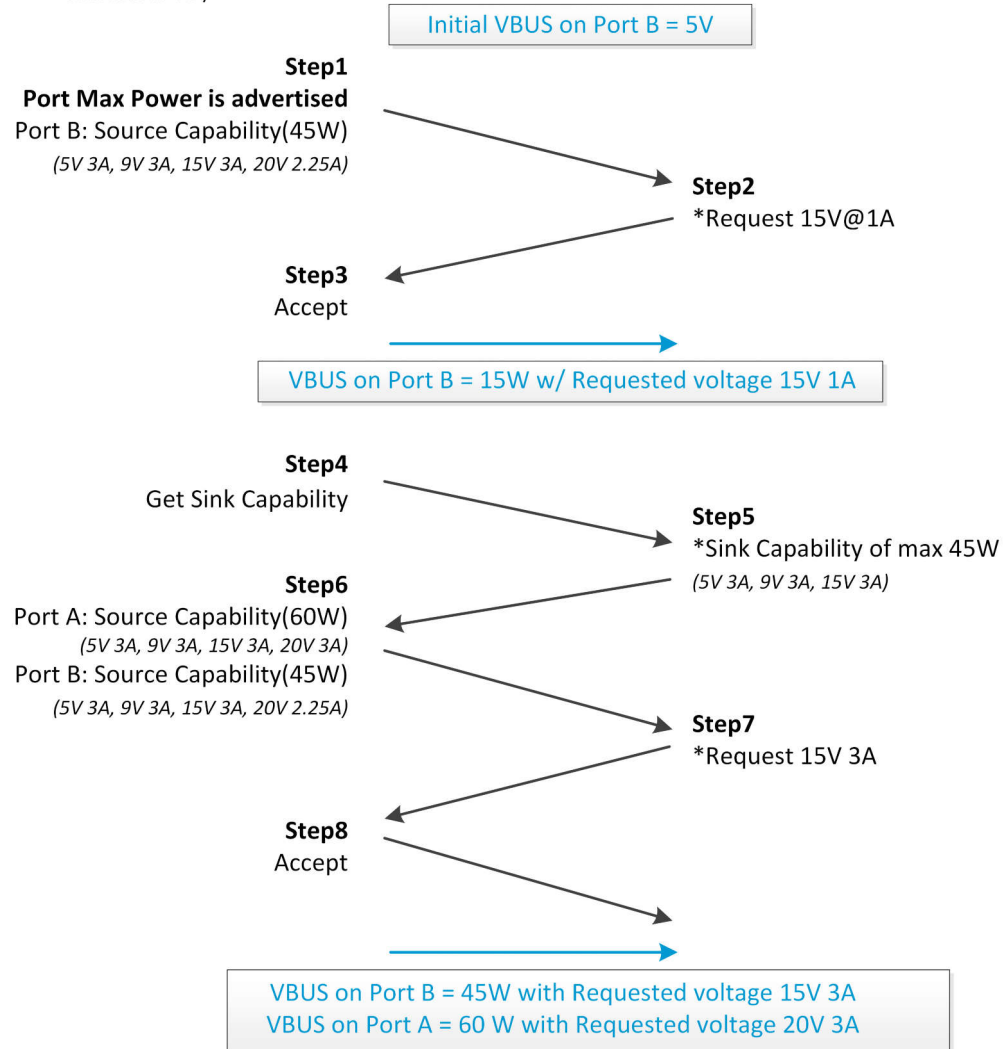 Initial VBUS on Port B = 5V
Step1
Port Max Power is advertised
Port B: Source Capability(45W)
(5V 3A, 9V 3A, 15V 3A, 20V 2.25A)
Step2
*Request 15V@1A
Step3
Accept
VBUS on Port B = 15W w/ Requested voltage 15V 1A
Step4
Get Sink Capability
Step5
*Sink Capability of max 45W
(5V 3A, 9V 3A, 15V 3A)
Step6
Port A: Source Capability(60W)
(5V 3A, 9V 3A, 15V 3A, 20V 3A)
Port B: Source Capability(45W)
(5V 3A, 9V 3A, 15V 3A, 20V 2.25A)
Step7
*Request 15V 3A
Step8
Accept
VBUS on Port B = 45W with Requested voltage 15V 3A
VBUS on Port A = 60 W with Requested voltage 20V 3A